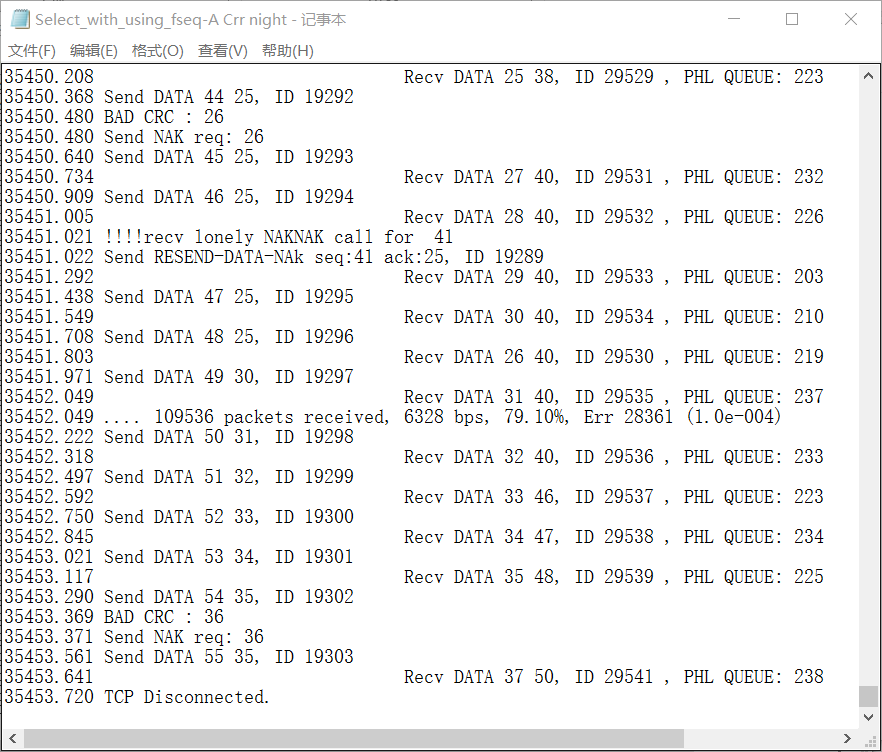 Select_with_using_fseq-A Crr night - 记事本
文件(F) 编辑(E) 格式(O) 查看(V) 帮助(H)
35450.208 Recv DATA 25 38, ID 29529 , PHL QUEUE: 223
35450.368 Send DATA 44 25, ID 19292
35450.480 BAD CRC : 26
35450.480 Send NAK req: 26
35450.640 Send DATA 45 25, ID 19293
35450.734 Recv DATA 27 40, ID 29531 , PHL QUEUE: 232
35450.909 Send DATA 46 25, ID 19294
35451.005 Recv DATA 28 40, ID 29532 , PHL QUEUE: 226
35451.021 !!!!recv lonely NAKNAK call for  41
35451.022 Send RESEND-DATA-NAk seq:41 ack:25, ID 19289
35451.292 Recv DATA 29 40, ID 29533 , PHL QUEUE: 203
35451.438 Send DATA 47 25, ID 19295
35451.549 Recv DATA 30 40, ID 29534 , PHL QUEUE: 210
35451.708 Send DATA 48 25, ID 19296
35451.803 Recv DATA 26 40, ID 29530 , PHL QUEUE: 219
35451.971 Send DATA 49 30, ID 19297
35452.049 Recv DATA 31 40, ID 29535 , PHL QUEUE: 237
35452.049 .... 109536 packets received, 6328 bps, 79.10%, Err 28361 (1.0e-004)
35452.222 Send DATA 50 31, ID 19298
35452.318 Recv DATA 32 40, ID 29536 , PHL QUEUE: 233
35452.497 Send DATA 51 32, ID 19299
35452.592 Recv DATA 33 46, ID 29537 , PHL QUEUE: 223
35452.750 Send DATA 52 33, ID 19300
35452.845 Recv DATA 34 47, ID 29538 , PHL QUEUE: 234
35453.021 Send DATA 53 34, ID 19301
35453.117 Recv DATA 35 48, ID 29539 , PHL QUEUE: 225
35453.290 Send DATA 54 35, ID 19302
35453.369 BAD CRC : 36
35453.371 Send NAK req: 36
35453.561 Send DATA 55 35, ID 19303
35453.641 Recv DATA 37 50, ID 29541 , PHL QUEUE: 238
35453.720 TCP Disconnected.